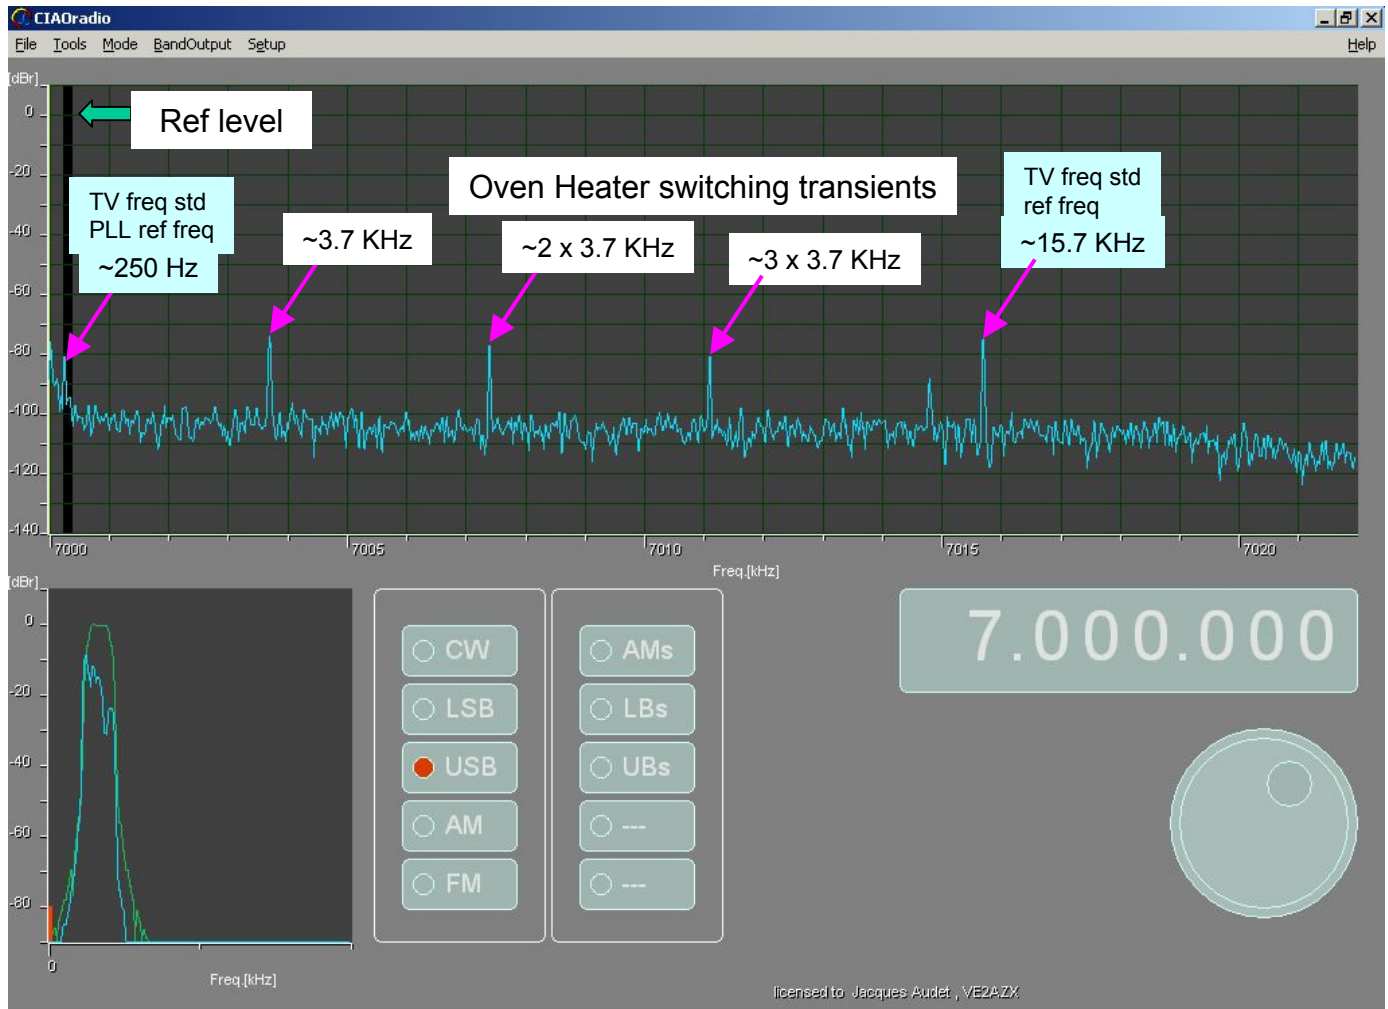 CIAOradio
File Tools Mode BandOutput Setup Help
[dBr]
0
-20
-40
-60
-80
-100
-120
-140
Ref level
TV freq std
PLL ref freq
~250 Hz
~3.7 KHz
Oven Heater switching transients
~2 x 3.7 KHz
~3 x 3.7 KHz
TV freq std
ref freq
~15.7 KHz
7000 7005 7010 7015 7020
Freq.[kHz]
[dBr]
0
-20
-40
-60
-80
0
Freq.[kHz]
CW
LSB
USB
AM
FM
AMs
LBs
UBs
---
---
7.000.000
licensed to Jacques Audet , VE2AZX